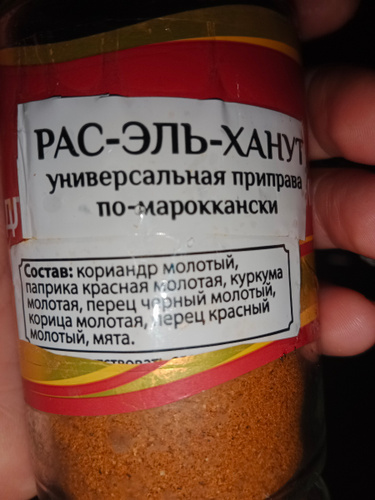 РАС-ЭЛЬ-ХАНУТ
универсальная приправа
по-мароккански
Состав: кориандр молотый,
паприка красная молотая, куркума
молотая, перец черный молотый,
корица молотая, перец красный
молотый, мята.